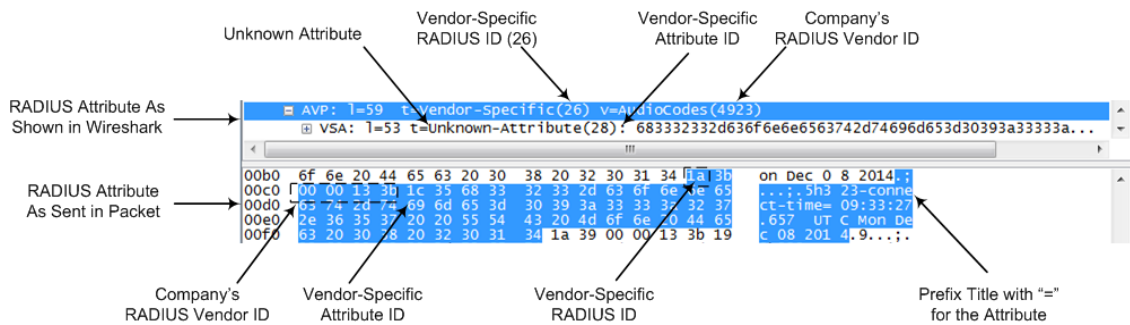 Unknown Attribute
Vendor-Specific
RADIUS ID (26)
Vendor-Specific
Attribute ID
Company's
RADIUS Vendor ID
RADIUS Attribute As
Shown in Wireshark
AVP: l=59 t=Vendor-Specific(26) v=AudioCodes(4923)
VSA: l=53 t=Unknown-Attribute(28): 683332332d636f6e6e6563742d74696d653d30393a33333a...
RADIUS Attribute
As Sent in Packet
00b0 6f 6e 20 44 65 63 20 30 38 20 32 30 31 34 1a 3b on Dec 0 8 2014.;
00c0 00 00 13 3b 1c 35 68 33 32 33 2d 63 6f 6e 6e 65 ...;.5h3 23-conne
00d0 63 74 2d 74 69 6d 65 3d 30 39 3a 33 33 3a 32 37 ct-time= 09:33:27
00e0 2e 36 35 37 20 20 55 54 43 20 4d 6f 6e 20 44 65 .657 UT C Mon De
00f0 63 20 30 38 20 32 30 31 34 1a 39 00 00 13 3b 19 c 08 201 4.9...;.
Company's
RADIUS Vendor ID
Vendor-Specific
Attribute ID
Vendor-Specific
RADIUS ID
Prefix Title with "="
for the Attribute